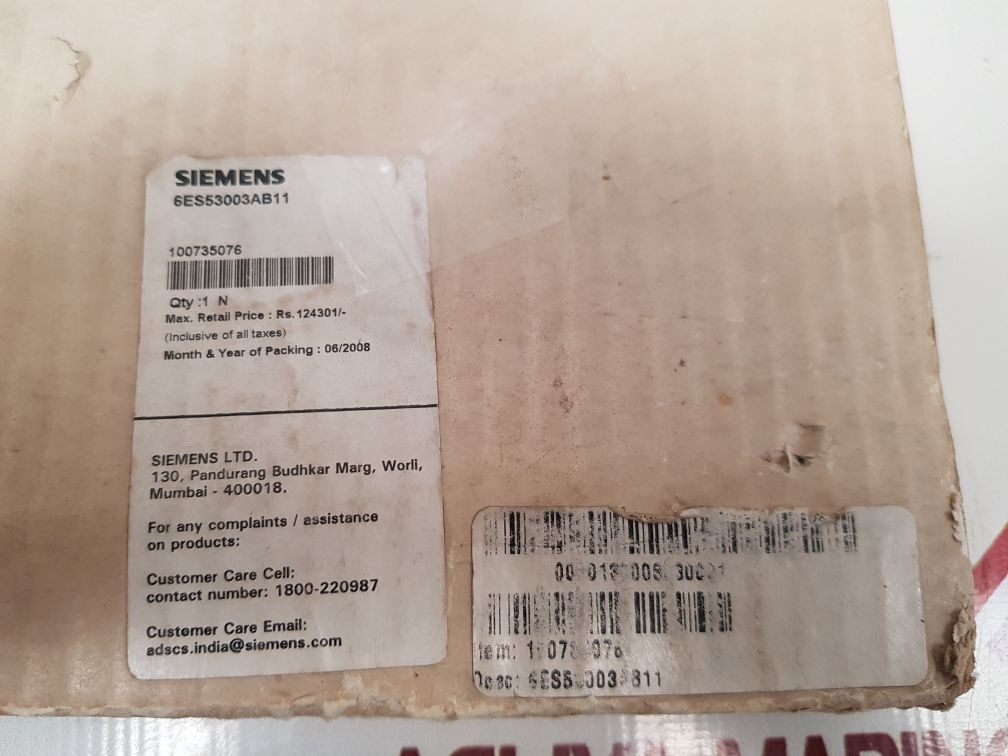 SIEMENS
6ES53003AB11
100735076
Qty :1 N
Max. Retail Price : Rs.124301/-
(Inclusive of all taxes)
Month & Year of Packing : 06/2008
SIEMENS LTD.
130, Pandurang Budhkar Marg, Worli,
Mumbai - 400018.
For any complaints / assistance
on products:
Customer Care Cell:
contact number: 1800-220987
Customer Care Email:
adscs.india@siemens.com